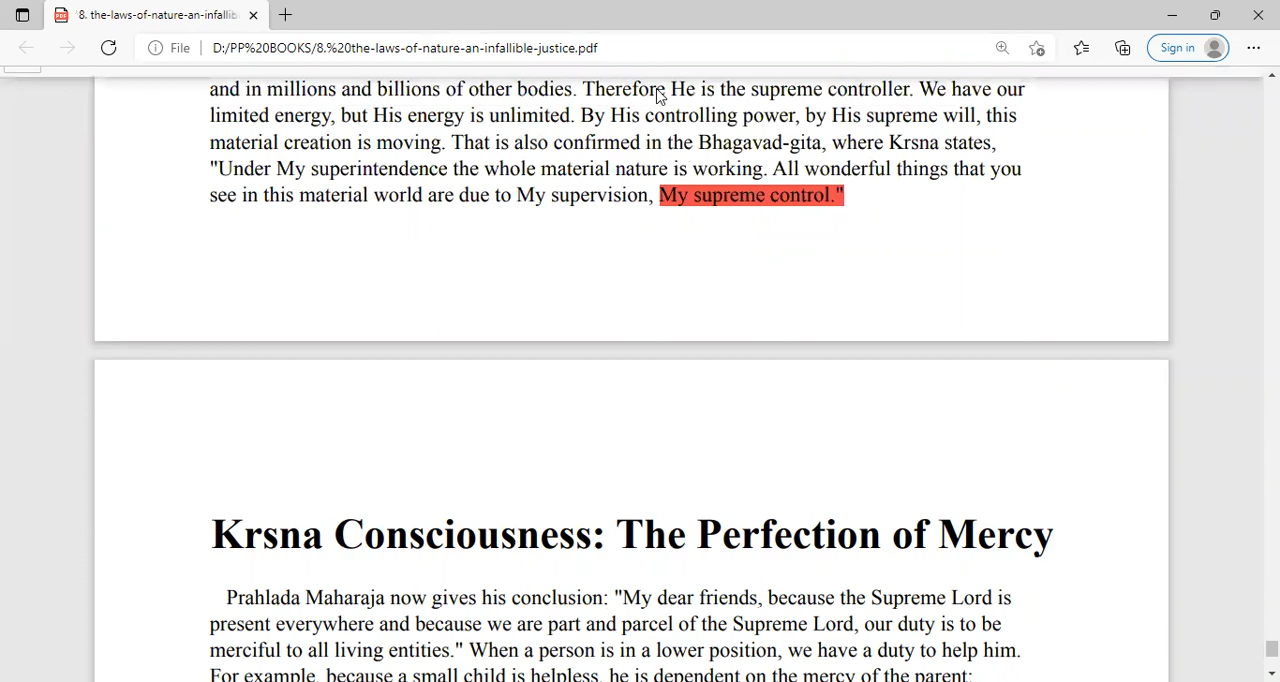 8. the-laws-of-nature-an-infallib
File D:/PP%20BOOKS/8.%20the-laws-of-nature-an-infallible-justice.pdf
Sign in
and in millions and billions of other bodies. Therefore He is the supreme controller. We have our
limited energy, but His energy is unlimited. By His controlling power, by His supreme will, this
material creation is moving. That is also confirmed in the Bhagavad-gita, where Krsna states,
"Under My superintendence the whole material nature is working. All wonderful things that you
see in this material world are due to My supervision, My supreme control."
Krsna Consciousness: The Perfection of Mercy
Prahlada Maharaja now gives his conclusion: "My dear friends, because the Supreme Lord is
present everywhere and because we are part and parcel of the Supreme Lord, our duty is to be
merciful to all living entities." When a person is in a lower position, we have a duty to help him.
For example, because a small child is helpless, he is dependent on the mercy of the parent: